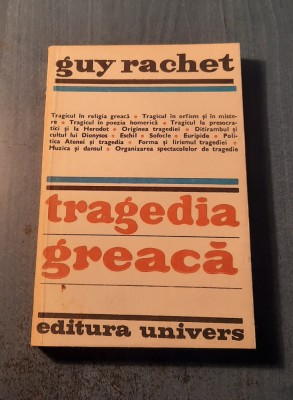 guy rachet
Tragicul în religia greacă • Tragicul în orfism și în miste-
re • Tragicul în poezia homerică • Tragicul la presocra-
tici și la Herodot • Originea tragediei • Ditirambul și
cultul lui Dionysos • Eschil • Sofocle • Euripide • Poli-
tica Atenei și tragedia • Forma și lirismul tragediei •
Muzica și dansul • Organizarea spectacolelor de tragedie
tragedia
greacă
editura univers